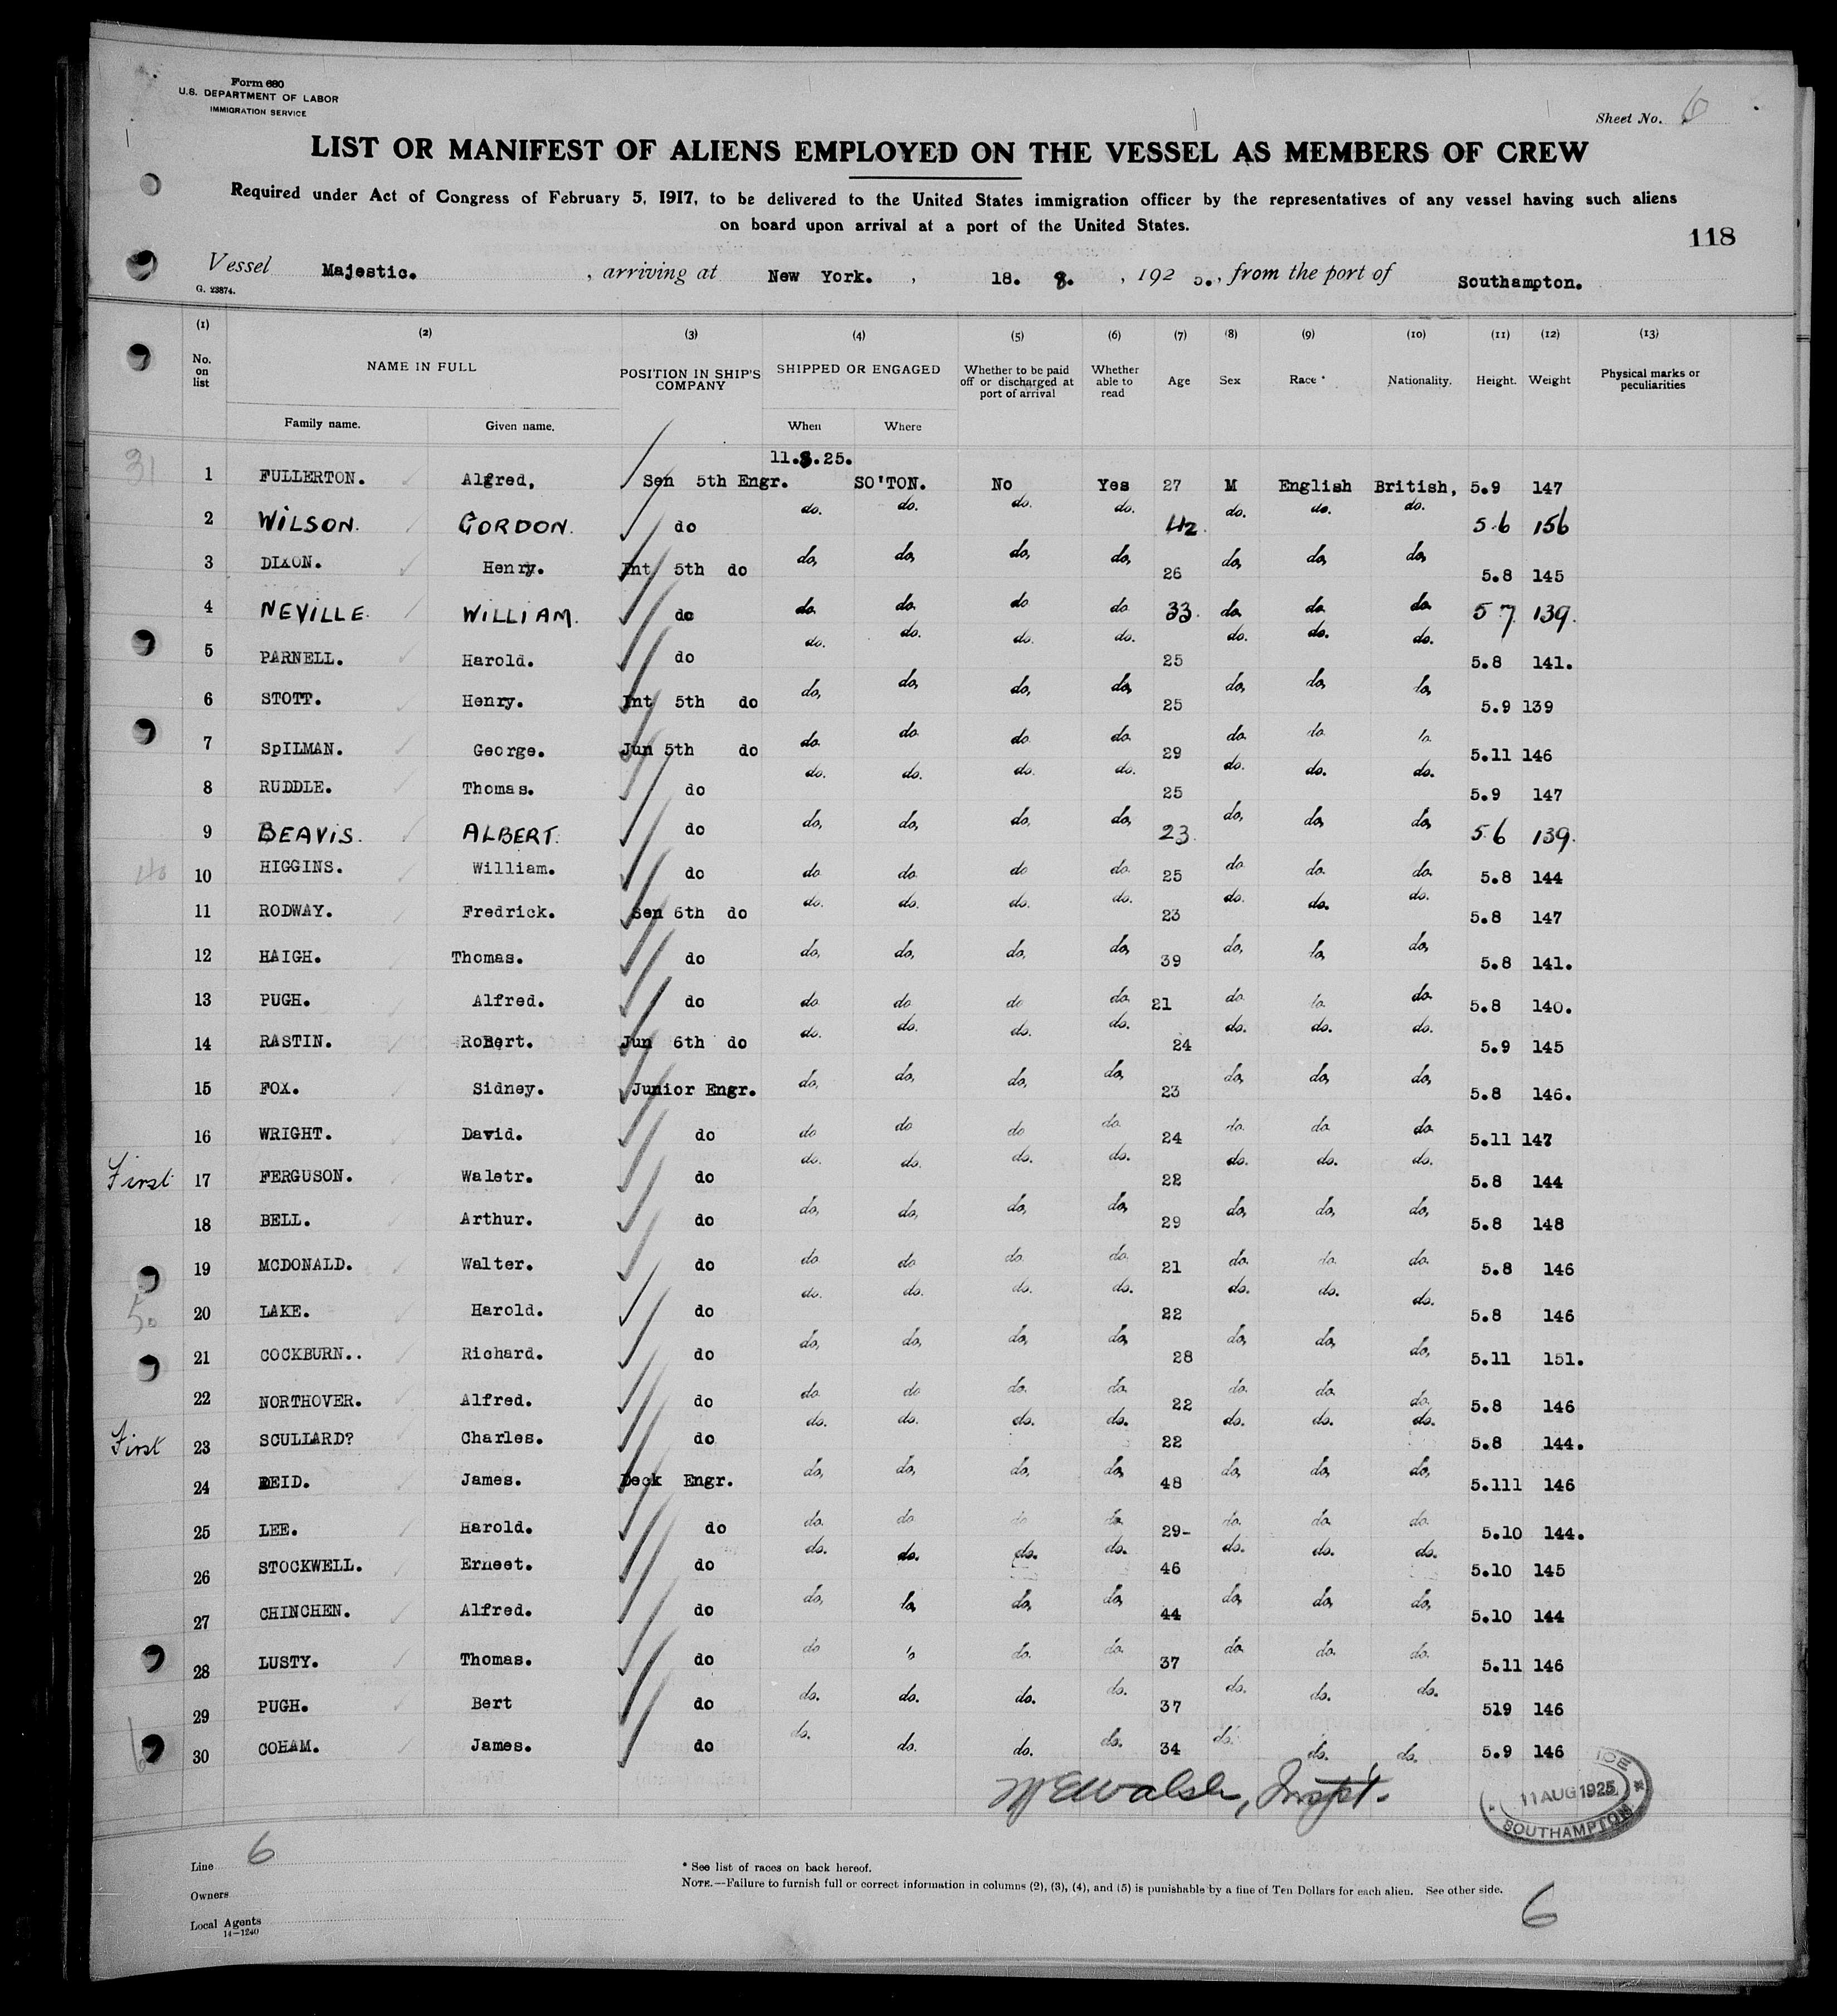 Form 680
U.S. DEPARTMENT OF LABOR
IMMIGRATION SERVICE
Sheet No. 6
LIST OR MANIFEST OF ALIENS EMPLOYED ON THE VESSEL AS MEMBERS OF CREW
Required under Act of Congress of February 5, 1917, to be delivered to the United States immigration officer by the representatives of any vessel having such aliens
on board upon arrival at a port of the United States.
118
Vessel Majestic. , arriving at New York. , 18. 8. , 192 5. , from the port of Southampton.
G. 23874.
(1) (2) (3) (4) (5) (6) (7) (8) (9) (10) (11) (12) (13)
No. on list NAME IN FULL POSITION IN SHIP'S COMPANY SHIPPED OR ENGAGED Whether to be paid off or discharged at port of arrival Whether able to read Age Sex Race * Nationality. Height. Weight Physical marks or peculiarities
Family name. Given name. When Where
11.8.25.
31 1 FULLERTON. Alfred, Sen 5th Engr. SO'TON. No Yes 27 M English British, 5.9 147
2 WILSON. GORDON. do do. do. do. do. 42. do. do. do. 5.6 156
3 DIXON. Henry. Int 5th do do, do, do, do, 26 do, do, do, 5.8 145
4 NEVILLE. WILLIAM. do do. do. do do. 33. do. do. do. 5 7. 139.
5 PARNELL. Harold. do do. do. do. do. 25 do. do. do. 5.8 141.
6 STOTT. Henry. Int 5th do do, do, do, do, 25 do, do, do, 5.9 139
7 SpILMAN. George. Jun 5th do do. do. do. do. 29 do. do. do. 5.11 146
8 RUDDLE. Thomas. do do. do. do. do. 25 do. do. do. 5.9 147
9 BEAVIS. ALBERT. do do, do, do, do, 23. do, do, do, 5.6 139.
40 10 HIGGINS. William. do do. do. do do. 25 do. do. do. 5.8 144
11 RODWAY. Fredrick. Sen 6th do do. do. do. do. 23 do. do. do. 5.8 147
12 HAIGH. Thomas. do do, do, do, do, 39 do, do, do, 5.8 141.
13 PUGH. Alfred. do do do. do do. 21 do. do. do. 5.8 140.
14 RASTIN. RoBert. Jun 6th do do. do. do. do. 24 do. do. do. 5.9 145
15 FOX. Sidney. Junior Engr. do, do, do, do, 23 do, do, do, 5.8 146.
16 WRIGHT. David. do do do do do. 24 do. do. do. 5.11 147
First 17 FERGUSON. Waletr. do do. do. do. do. 22 do. do. do. 5.8 144
18 BELL. Arthur. do do, do, do, do, 29 do, do, do, 5.8 148
19 MCDONALD. Walter. do do. do. do. do. 21 do. do. do. 5.8 146
50 20 LAKE. Harold. do do. do. do. do. 22 do. do. do. 5.8 146
21 COCKBURN.. Richard. do do, do, do, do, 28 do, do, do, 5.11 151.
22 NORTHOVER. Alfred. do do. do do. do. 22 do. do. do. 5.8 146
First 23 SCULLARD? Charles. do do. do. do. do. 22 do. do. do. 5.8 144.
24 REID. James. Deck Engr. do, do, do, do, 48 do, do, do, 5.111 146
25 LEE. Harold. do do. do. do do. 29- do. do. do. 5.10 144.
26 STOCKWELL. Ernest. do do. do. do. do. 46 do. do. do. 5.10 145
27 CHINCHEN. Alfred. do do, do, do, do, 44 do, do, do, 5.10 144
28 LUSTY. Thomas. do do do. do. 37 do. do. do. 5.11 146
29 PUGH. Bert do do. do. do. do. 37 do. do. do. 519 146
6 30 COHAM. James. do do. do. do. do. 34 do. do. do. 5.9 146
WEWalsh, Inspt.
11 AUG 1925
SOUTHAMPTON
Line 6
Owners
Local Agents
14-1240
* See list of races on back hereof.
NOTE.—Failure to furnish full or correct information in columns (2), (3), (4), and (5) is punishable by a fine of Ten Dollars for each alien. See other side.
6